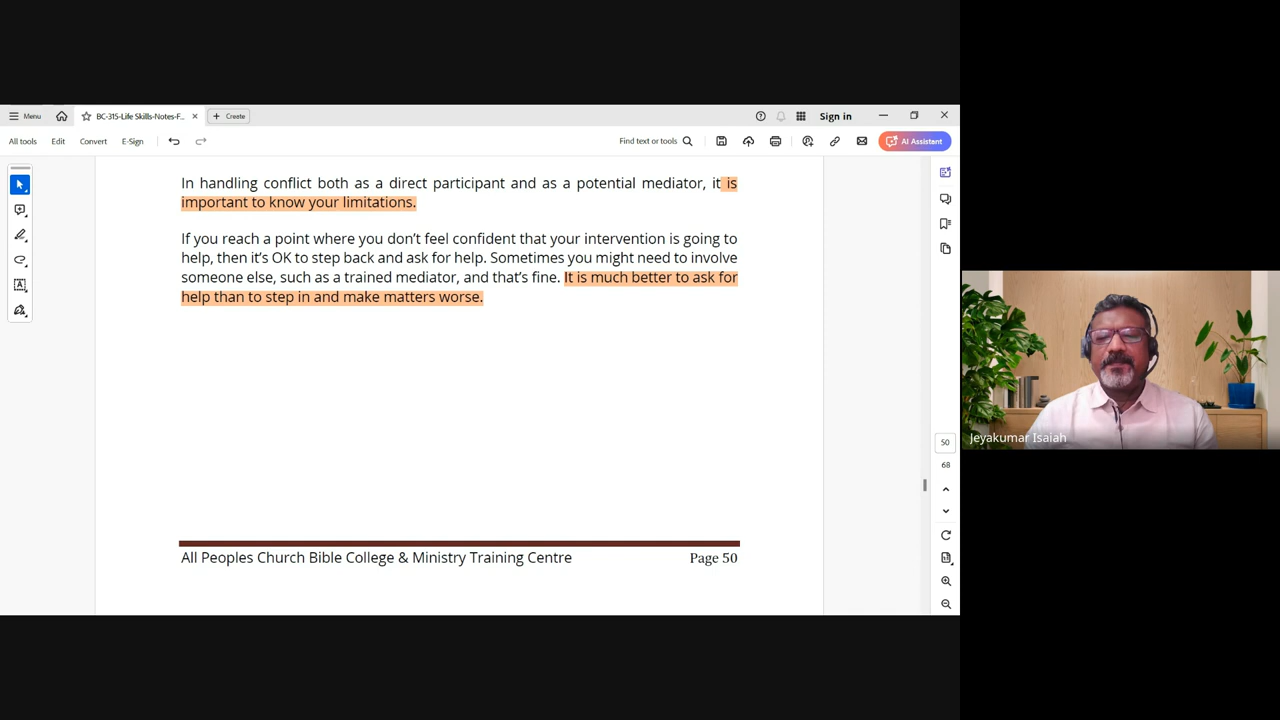 Menu
BC-315-Life Skills-Notes-F...
Create
Sign in
All tools
Edit
Convert
E-Sign
Find text or tools
AI Assistant
In handling conflict both as a direct participant and as a potential mediator, it is
important to know your limitations.
If you reach a point where you don’t feel confident that your intervention is going to
help, then it’s OK to step back and ask for help. Sometimes you might need to involve
someone else, such as a trained mediator, and that’s fine. It is much better to ask for
help than to step in and make matters worse.
50
68
All Peoples Church Bible College & Ministry Training Centre Page 50
Jeyakumar Isaiah